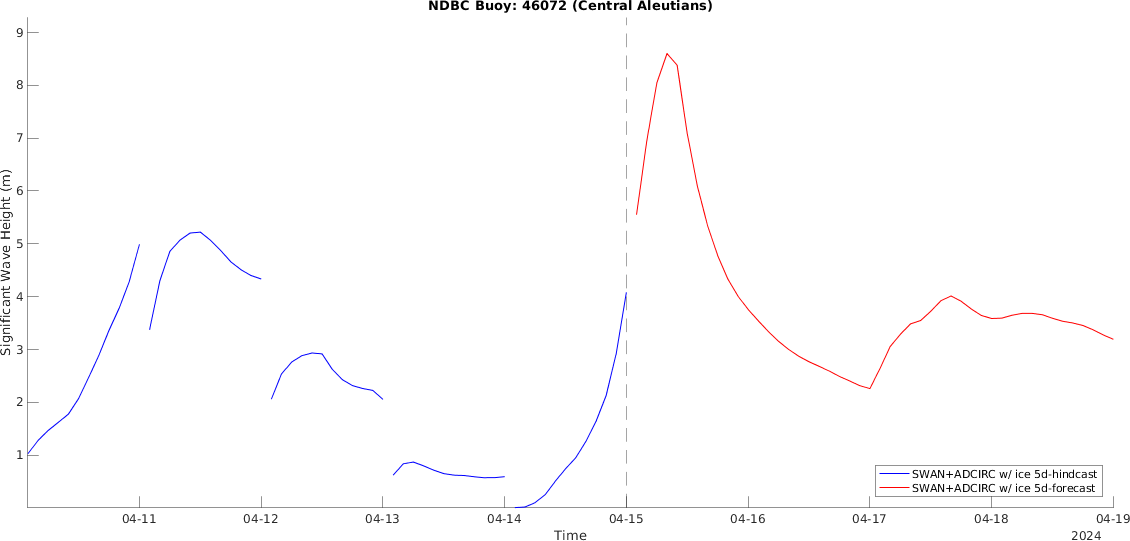 NDBC Buoy: 46072 (Central Aleutians)
9
8
7
6
5
4
3
2
1
Significant Wave Height (m)
SWAN+ADCIRC w/ ice 5d-hindcast
SWAN+ADCIRC w/ ice 5d-forecast
04-11 04-12 04-13 04-14 04-15 04-16 04-17 04-18 04-19
Time
2024